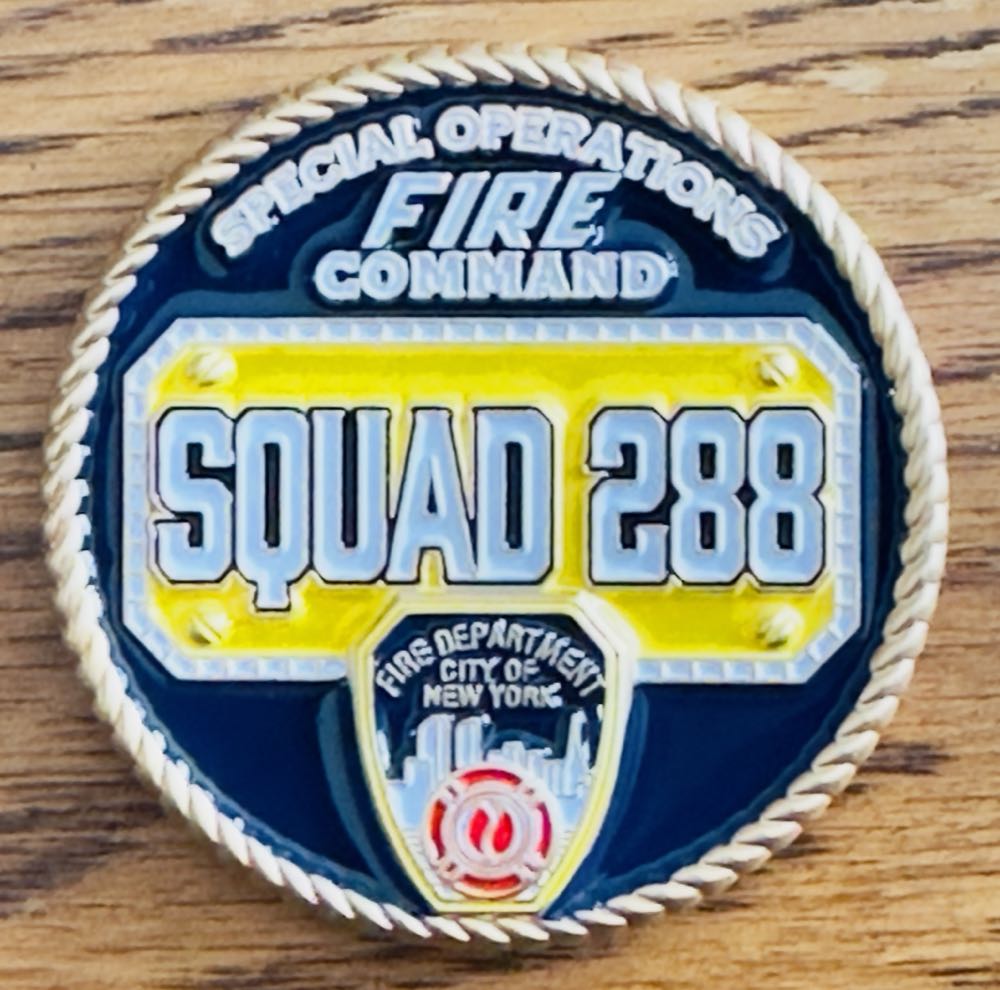 SPECIAL OPERATIONS
FIRE
COMMAND
SQUAD 288
FIRE DEPARTMENT
CITY OF
NEW YORK